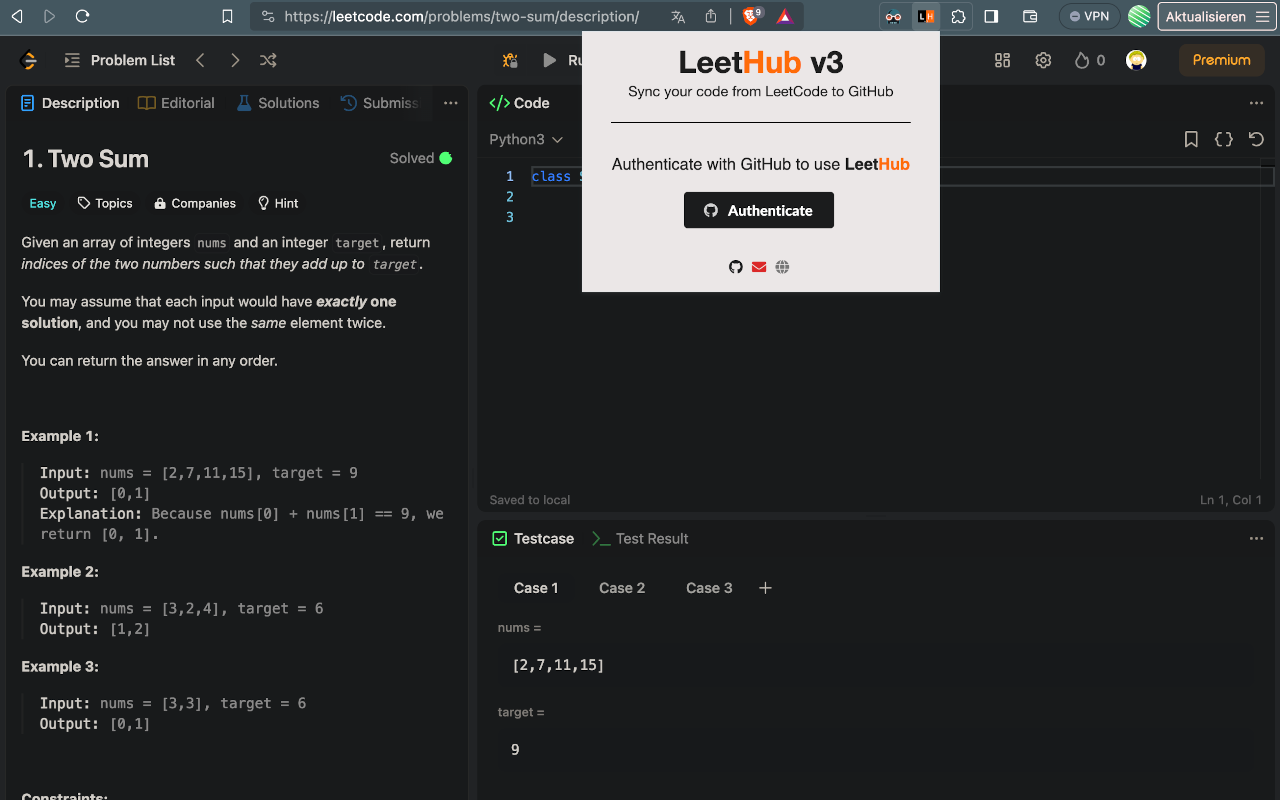 https://leetcode.com/problems/two-sum/description/
9
LH
VPN
Aktualisieren
Problem List
Ru
0
Premium
LeetHub v3
Sync your code from LeetCode to GitHub
Authenticate with GitHub to use LeetHub
Authenticate
Description
Editorial
Solutions
Submiss
1. Two Sum
Solved
Easy
Topics
Companies
Hint
Given an array of integers nums and an integer target, return
indices of the two numbers such that they add up to target.
You may assume that each input would have exactly one
solution, and you may not use the same element twice.
You can return the answer in any order.
Example 1:
Input: nums = [2,7,11,15], target = 9
Output: [0,1]
Explanation: Because nums[0] + nums[1] == 9, we
return [0, 1].
Example 2:
Input: nums = [3,2,4], target = 6
Output: [1,2]
Example 3:
Input: nums = [3,3], target = 6
Output: [0,1]
Constraints:
</> Code
Python3
1 class S
2
3
Saved to local
Ln 1, Col 1
Testcase
Test Result
Case 1
Case 2
Case 3
+
nums =
[2,7,11,15]
target =
9